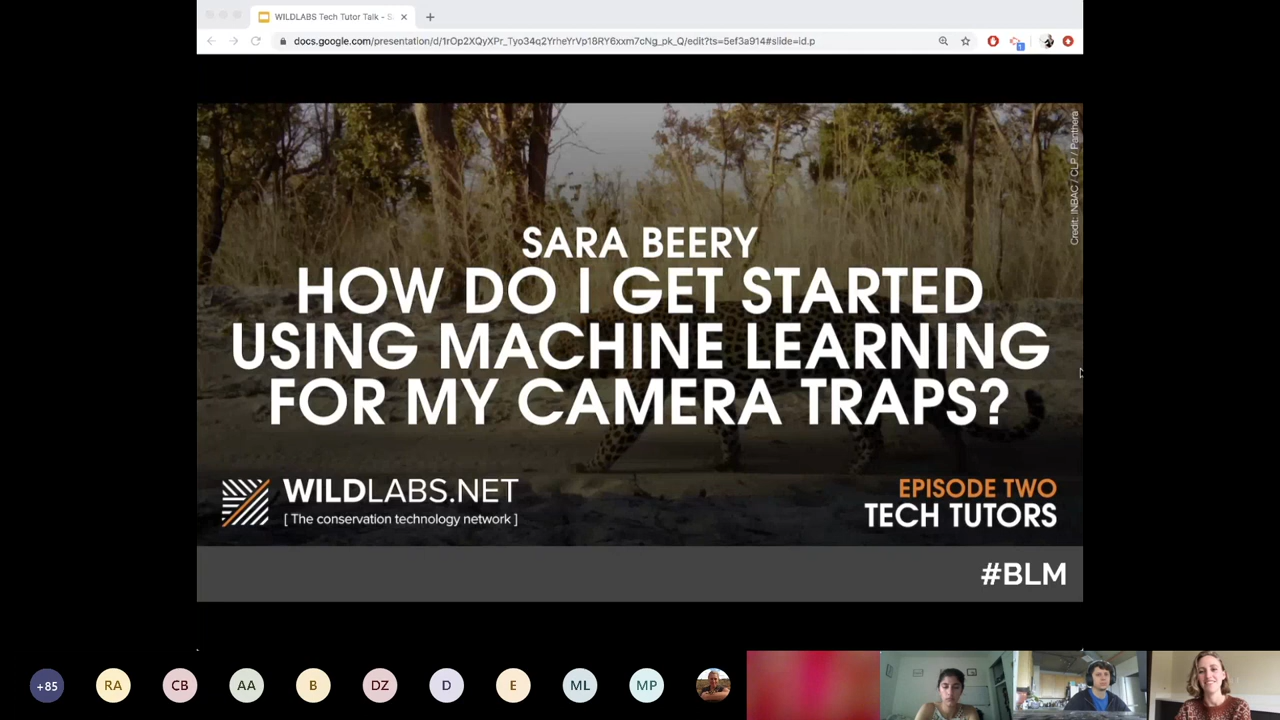 WILDLABS Tech Tutor Talk - S
docs.google.com/presentation/d/1rOp2XQyXPr_Tyo34q2YrheYrVp18RY6xxm7cNg_pk_Q/edit?ts=5ef3a914#slide=id.p
1
Credit: INBAC / CLP / Panthera
SARA BEERY
HOW DO I GET STARTED
USING MACHINE LEARNING
FOR MY CAMERA TRAPS?
WILDLABS.NET
[ The conservation technology network ]
EPISODE TWO
TECH TUTORS
#BLM
+85
RA
CB
AA
B
DZ
D
E
ML
MP